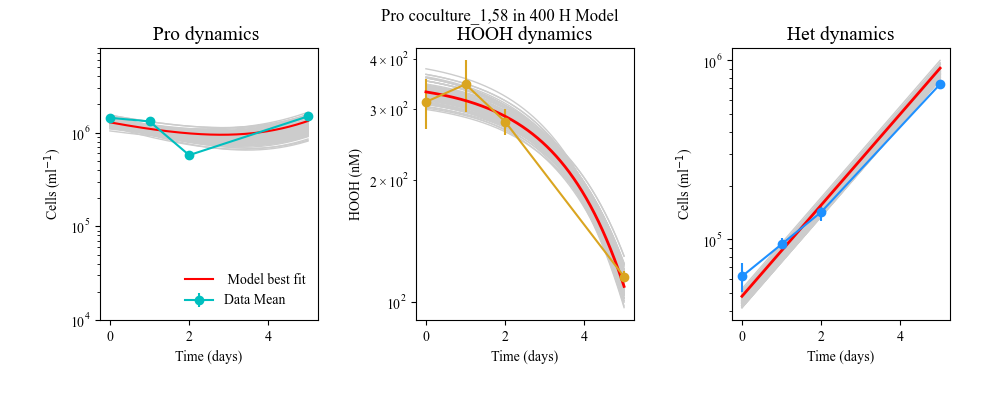 Pro coculture_1,58 in 400 H Model
Pro dynamics
HOOH dynamics
Het dynamics
Cells (ml⁻¹)
10⁶
10⁵
10⁴
Model best fit
Data Mean
0
2
4
Time (days)
HOOH (nM)
4 × 10²
3 × 10²
2 × 10²
10²
0
2
4
Time (days)
Cells (ml⁻¹)
10⁶
10⁵
0
2
4
Time (days)